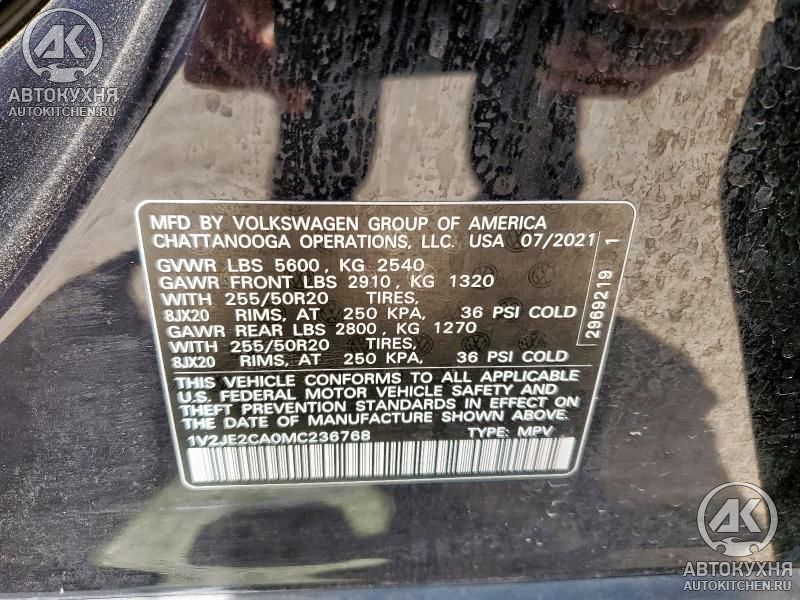 АВТОКУХНЯ
AUTOKITCHEN.RU
MFD BY VOLKSWAGEN GROUP OF AMERICA
CHATTANOOGA OPERATIONS, LLC. USA 07/2021
GVWR LBS 5600, KG 2540
GAWR FRONT LBS 2910, KG 1320
WITH 255/50R20 TIRES,
8JX20 RIMS, AT 250 KPA, 36 PSI COLD
GAWR REAR LBS 2800, KG 1270
WITH 255/50R20 TIRES,
8JX20 RIMS, AT 250 KPA, 36 PSI COLD
THIS VEHICLE CONFORMS TO ALL APPLICABLE
U.S. FEDERAL MOTOR VEHICLE SAFETY AND
THEFT PREVENTION STANDARDS IN EFFECT ON
THE DATE OF MANUFACTURE SHOWN ABOVE.
1V2JE2CA0MC236768 TYPE: MPV
2969219 1
АВТОКУХНЯ
AUTOKITCHEN.RU